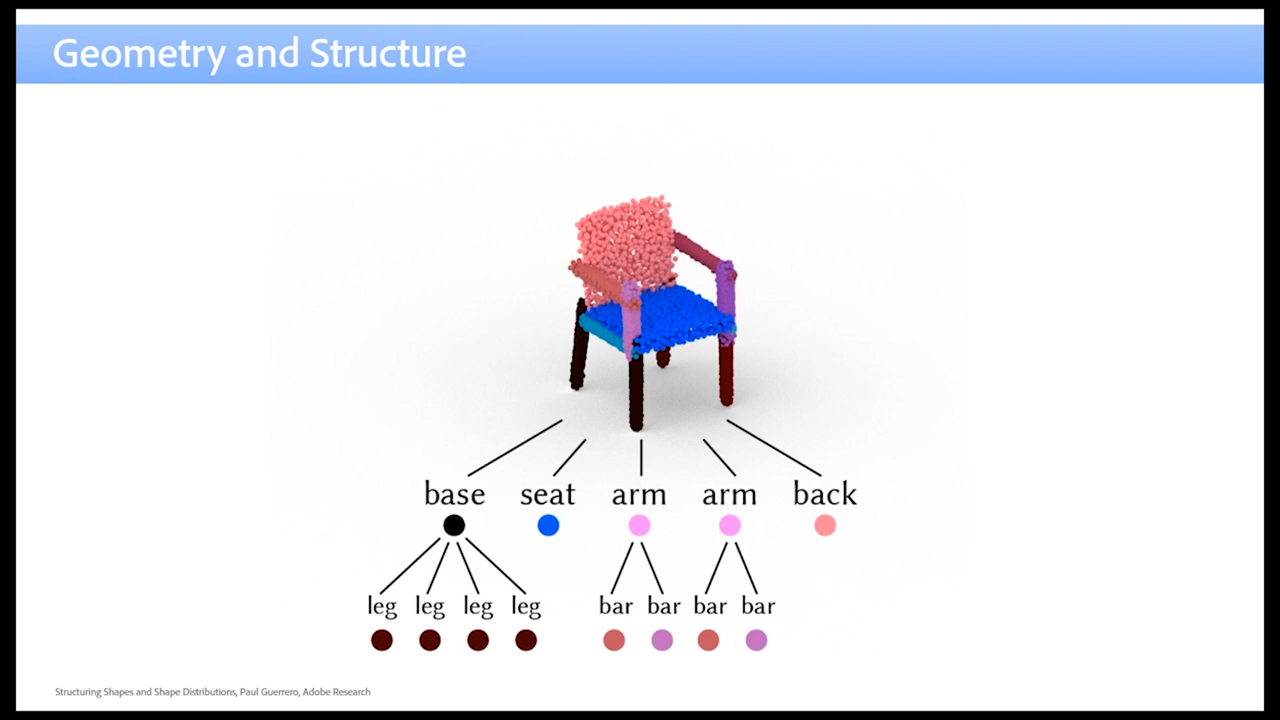 Geometry and Structure
base seat arm arm back
leg leg leg leg bar bar bar bar
Structuring Shapes and Shape Distributions, Paul Guerrero, Adobe Research